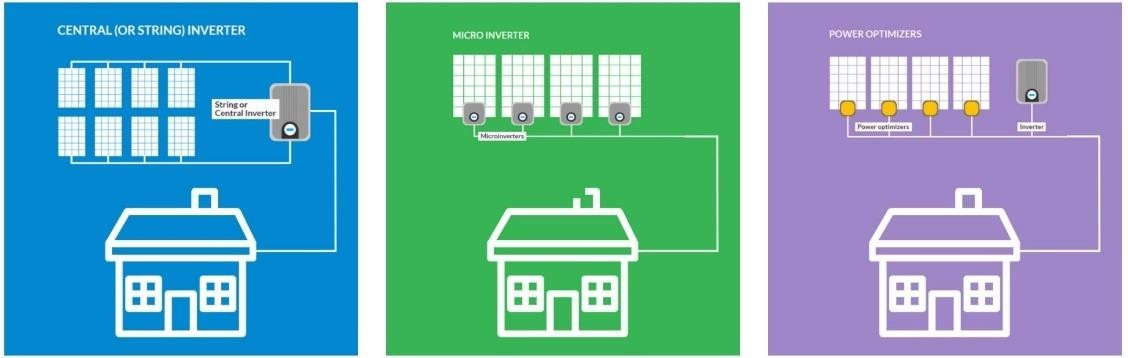 CENTRAL (OR STRING) INVERTER
String or
Central Inverter
MICRO INVERTER
Microinverters
POWER OPTIMIZERS
Power optimizers
Inverter